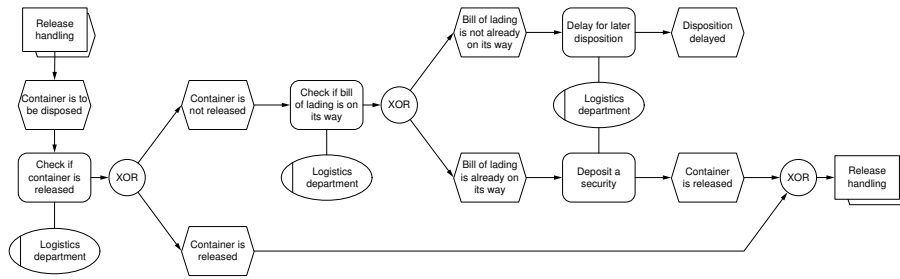 Release
handling
Container is to
be disposed
Check if
container is
released
Logistics
department
XOR
Container is
not released
Container is
released
Check if bill
of lading is on
its way
Logistics
department
XOR
Bill of lading
is not already
on its way
Bill of lading
is already on
its way
Delay for later
disposition
Logistics
department
Deposit a
security
Disposition
delayed
Container
is released
XOR
Release
handling